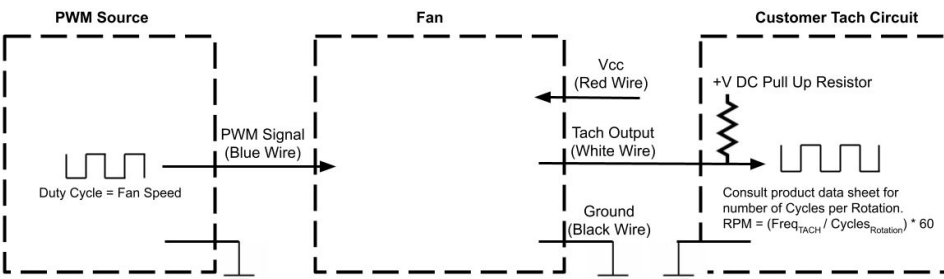 PWM Source
Fan
Customer Tach Circuit
Vcc
(Red Wire)
+V DC Pull Up Resistor
PWM Signal
(Blue Wire)
Tach Output
(White Wire)
Duty Cycle = Fan Speed
Consult product data sheet for
number of Cycles per Rotation.
RPM = (Freq_TACH / Cycles_Rotation) * 60
Ground
(Black Wire)